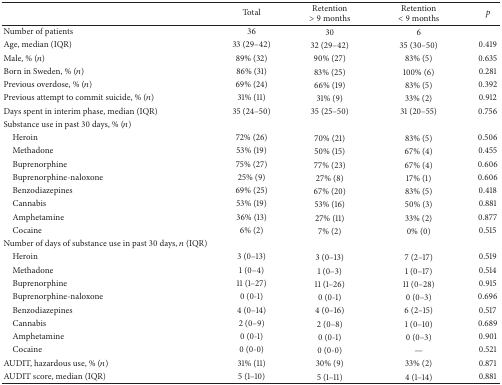 Total Retention > 9 months Retention < 9 months p
Number of patients 36 30 6
Age, median (IQR) 33 (29–42) 32 (29–42) 35 (30–50) 0.419
Male, % (n) 89% (32) 90% (27) 83% (5) 0.635
Born in Sweden, % (n) 86% (31) 83% (25) 100% (6) 0.281
Previous overdose, % (n) 69% (24) 66% (19) 83% (5) 0.392
Previous attempt to commit suicide, % (n) 31% (11) 31% (9) 33% (2) 0.912
Days spent in interim phase, median (IQR) 35 (24–50) 35 (25–50) 31 (20–55) 0.756
Substance use in past 30 days, % (n)
Heroin 72% (26) 70% (21) 83% (5) 0.506
Methadone 53% (19) 50% (15) 67% (4) 0.455
Buprenorphine 75% (27) 77% (23) 67% (4) 0.606
Buprenorphine-naloxone 25% (9) 27% (8) 17% (1) 0.606
Benzodiazepines 69% (25) 67% (20) 83% (5) 0.418
Cannabis 53% (19) 53% (16) 50% (3) 0.881
Amphetamine 36% (13) 27% (11) 33% (2) 0.877
Cocaine 6% (2) 7% (2) 0% (0) 0.515
Number of days of substance use in past 30 days, n (IQR)
Heroin 3 (0–13) 3 (0–13) 7 (2–17) 0.519
Methadone 1 (0–4) 1 (0–3) 1 (0–17) 0.514
Buprenorphine 11 (1–27) 11 (1–26) 11 (0–28) 0.915
Buprenorphine-naloxone 0 (0-1) 0 (0-1) 0 (0–3) 0.696
Benzodiazepines 4 (0–14) 4 (0–16) 6 (2–15) 0.517
Cannabis 2 (0–9) 2 (0–8) 1 (0–10) 0.689
Amphetamine 0 (0-1) 0 (0-1) 0 (0–3) 0.901
Cocaine 0 (0-0) 0 (0-0) — 0.521
AUDIT, hazardous use, % (n) 31% (11) 30% (9) 33% (2) 0.871
AUDIT score, median (IQR) 5 (1–10) 5 (1–11) 4 (1–14) 0.881